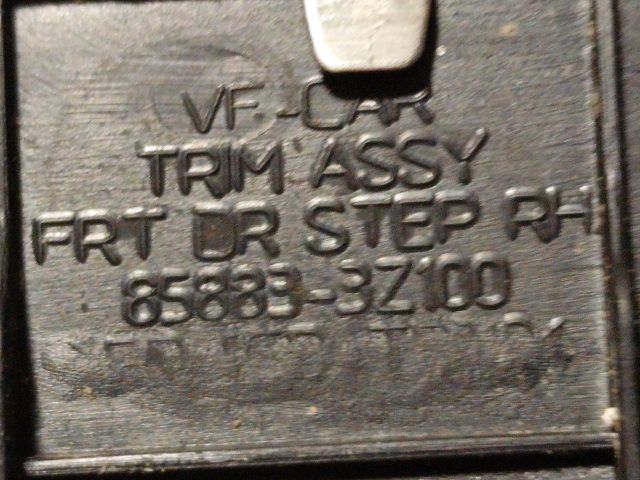 VF-CAR
TRIM ASSY
FRT DR STEP RH
85883-3Z100